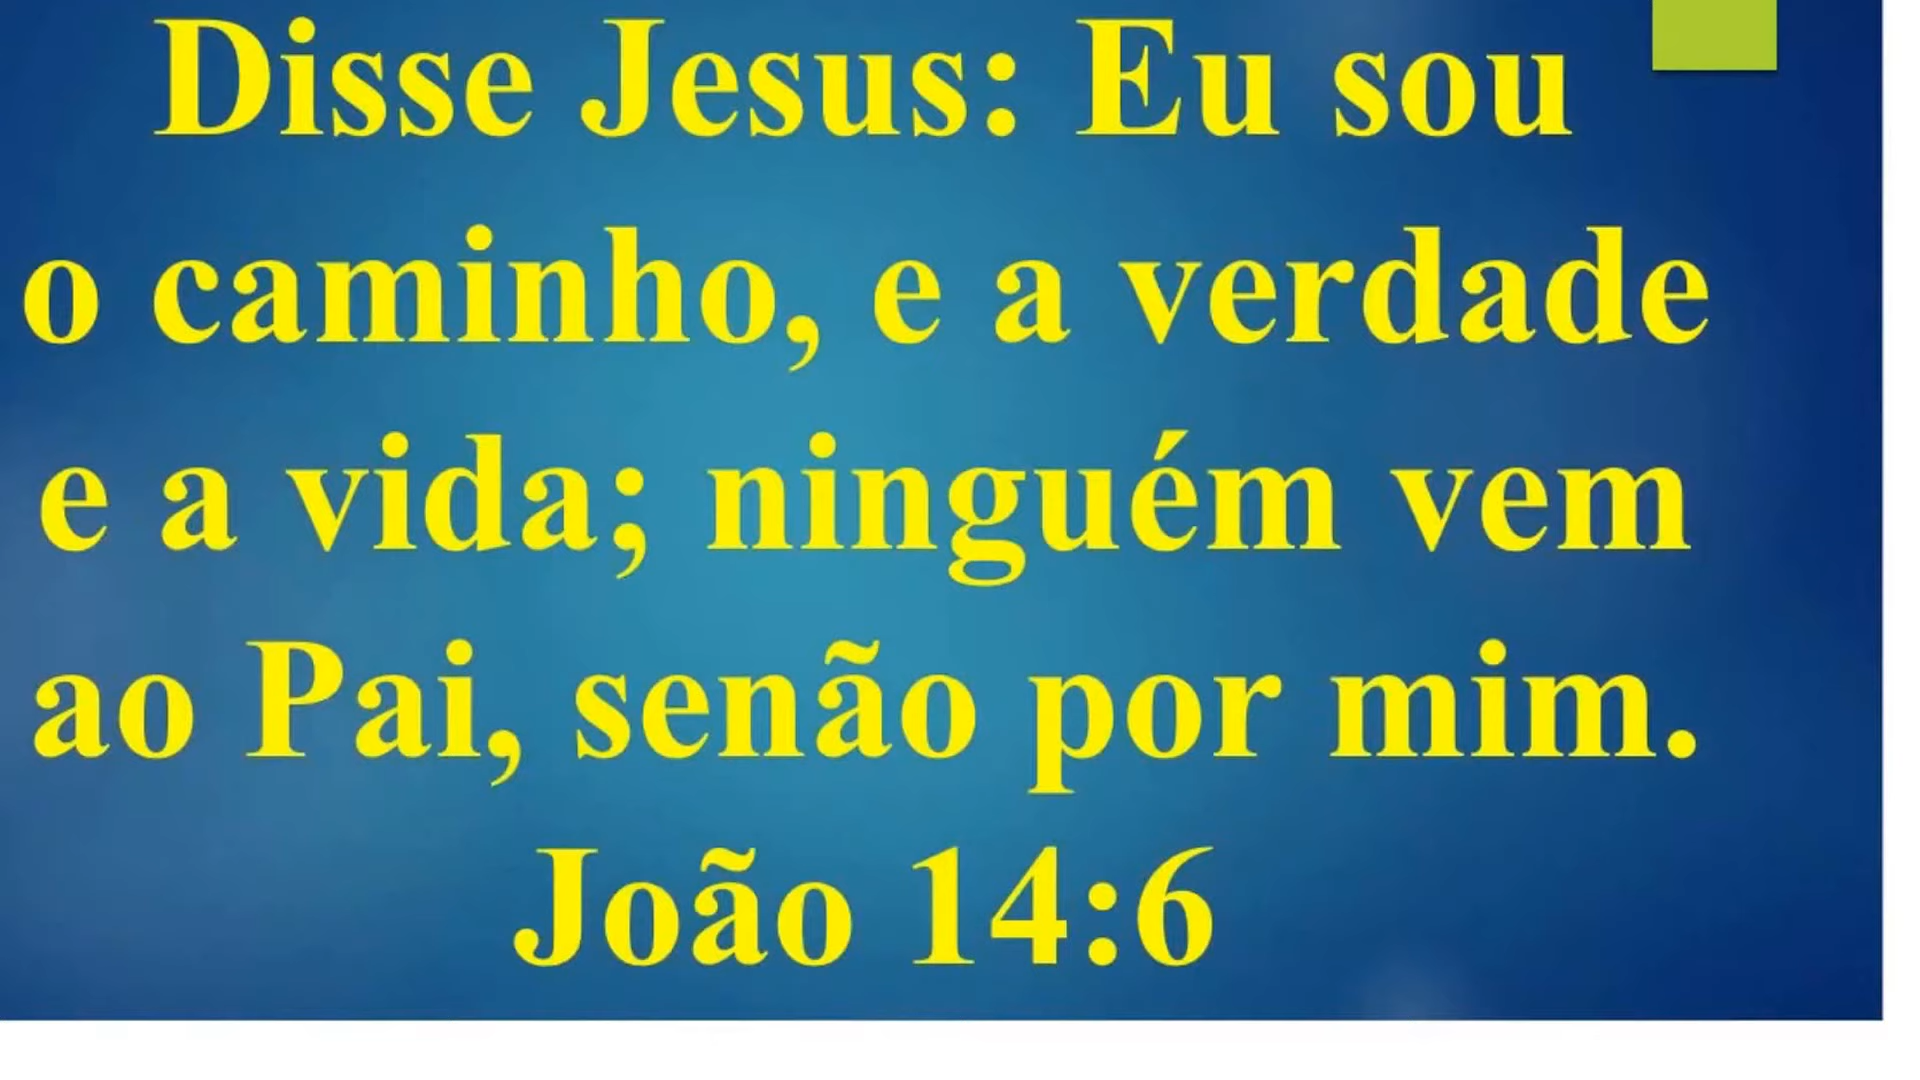 Disse Jesus: Eu sou
o caminho, e a verdade
e a vida; ninguém vem
ao Pai, senão por mim.
João 14:6